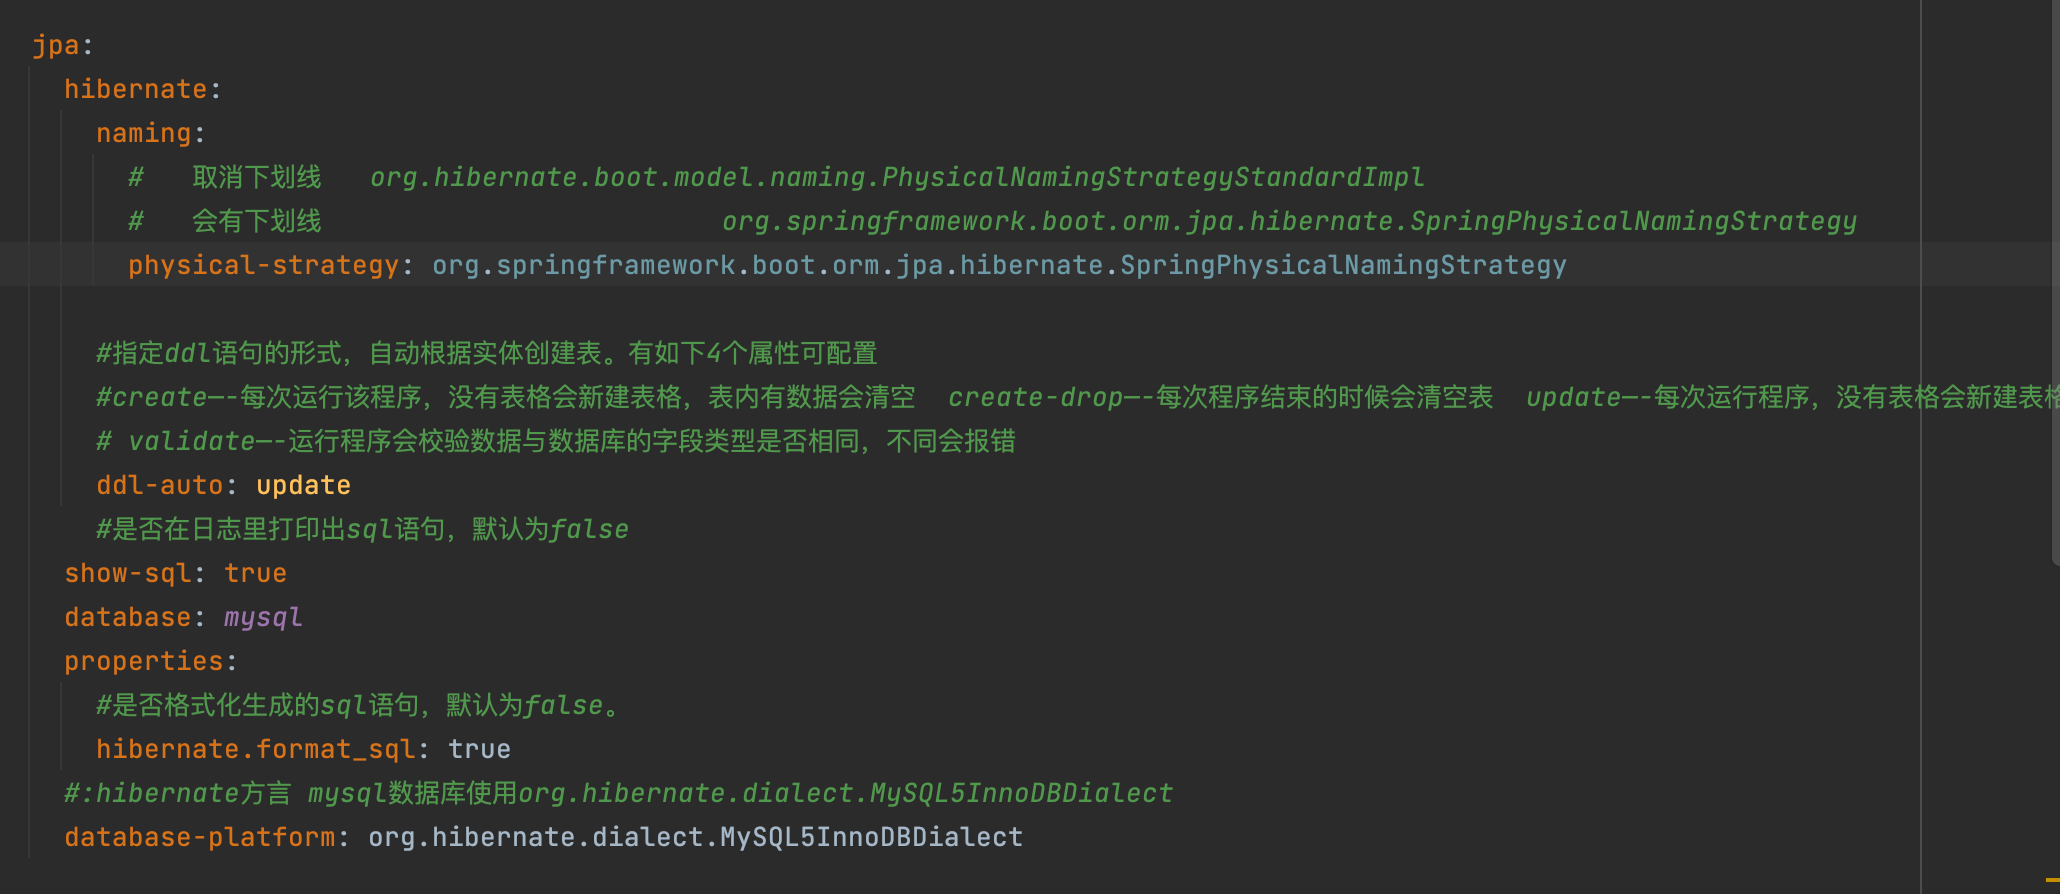 jpa:
hibernate:
naming:
# 取消下划线 org.hibernate.boot.model.naming.PhysicalNamingStrategyStandardImpl
# 会有下划线 org.springframework.boot.orm.jpa.hibernate.SpringPhysicalNamingStrategy
physical-strategy: org.springframework.boot.orm.jpa.hibernate.SpringPhysicalNamingStrategy
#指定ddl语句的形式，自动根据实体创建表。有如下4个属性可配置
#create—-每次运行该程序，没有表格会新建表格，表内有数据会清空 create-drop—-每次程序结束的时候会清空表 update—-每次运行程序，没有表格会新建表格
# validate—-运行程序会校验数据与数据库的字段类型是否相同，不同会报错
ddl-auto: update
#是否在日志里打印出sql语句，默认为false
show-sql: true
database: mysql
properties:
#是否格式化生成的sql语句，默认为false。
hibernate.format_sql: true
#:hibernate方言 mysql数据库使用org.hibernate.dialect.MySQL5InnoDBDialect
database-platform: org.hibernate.dialect.MySQL5InnoDBDialect